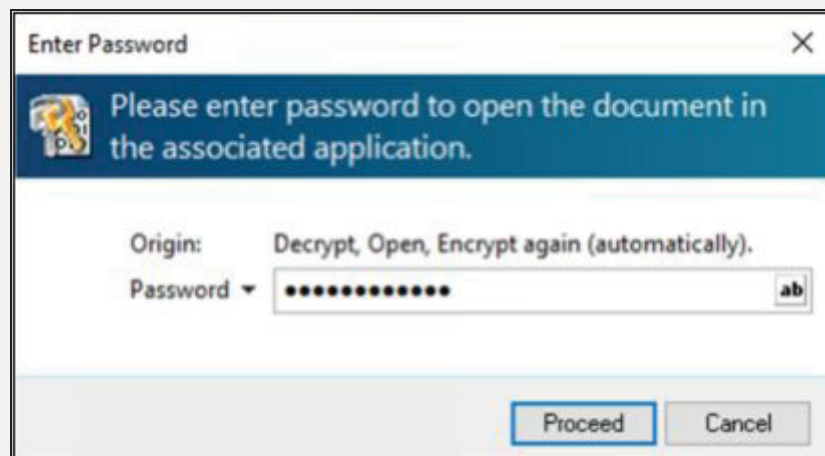 Enter Password
Please enter password to open the document in
the associated application.
Origin: Decrypt, Open, Encrypt again (automatically).
Password ●●●●●●●●●●●● ab
Proceed Cancel